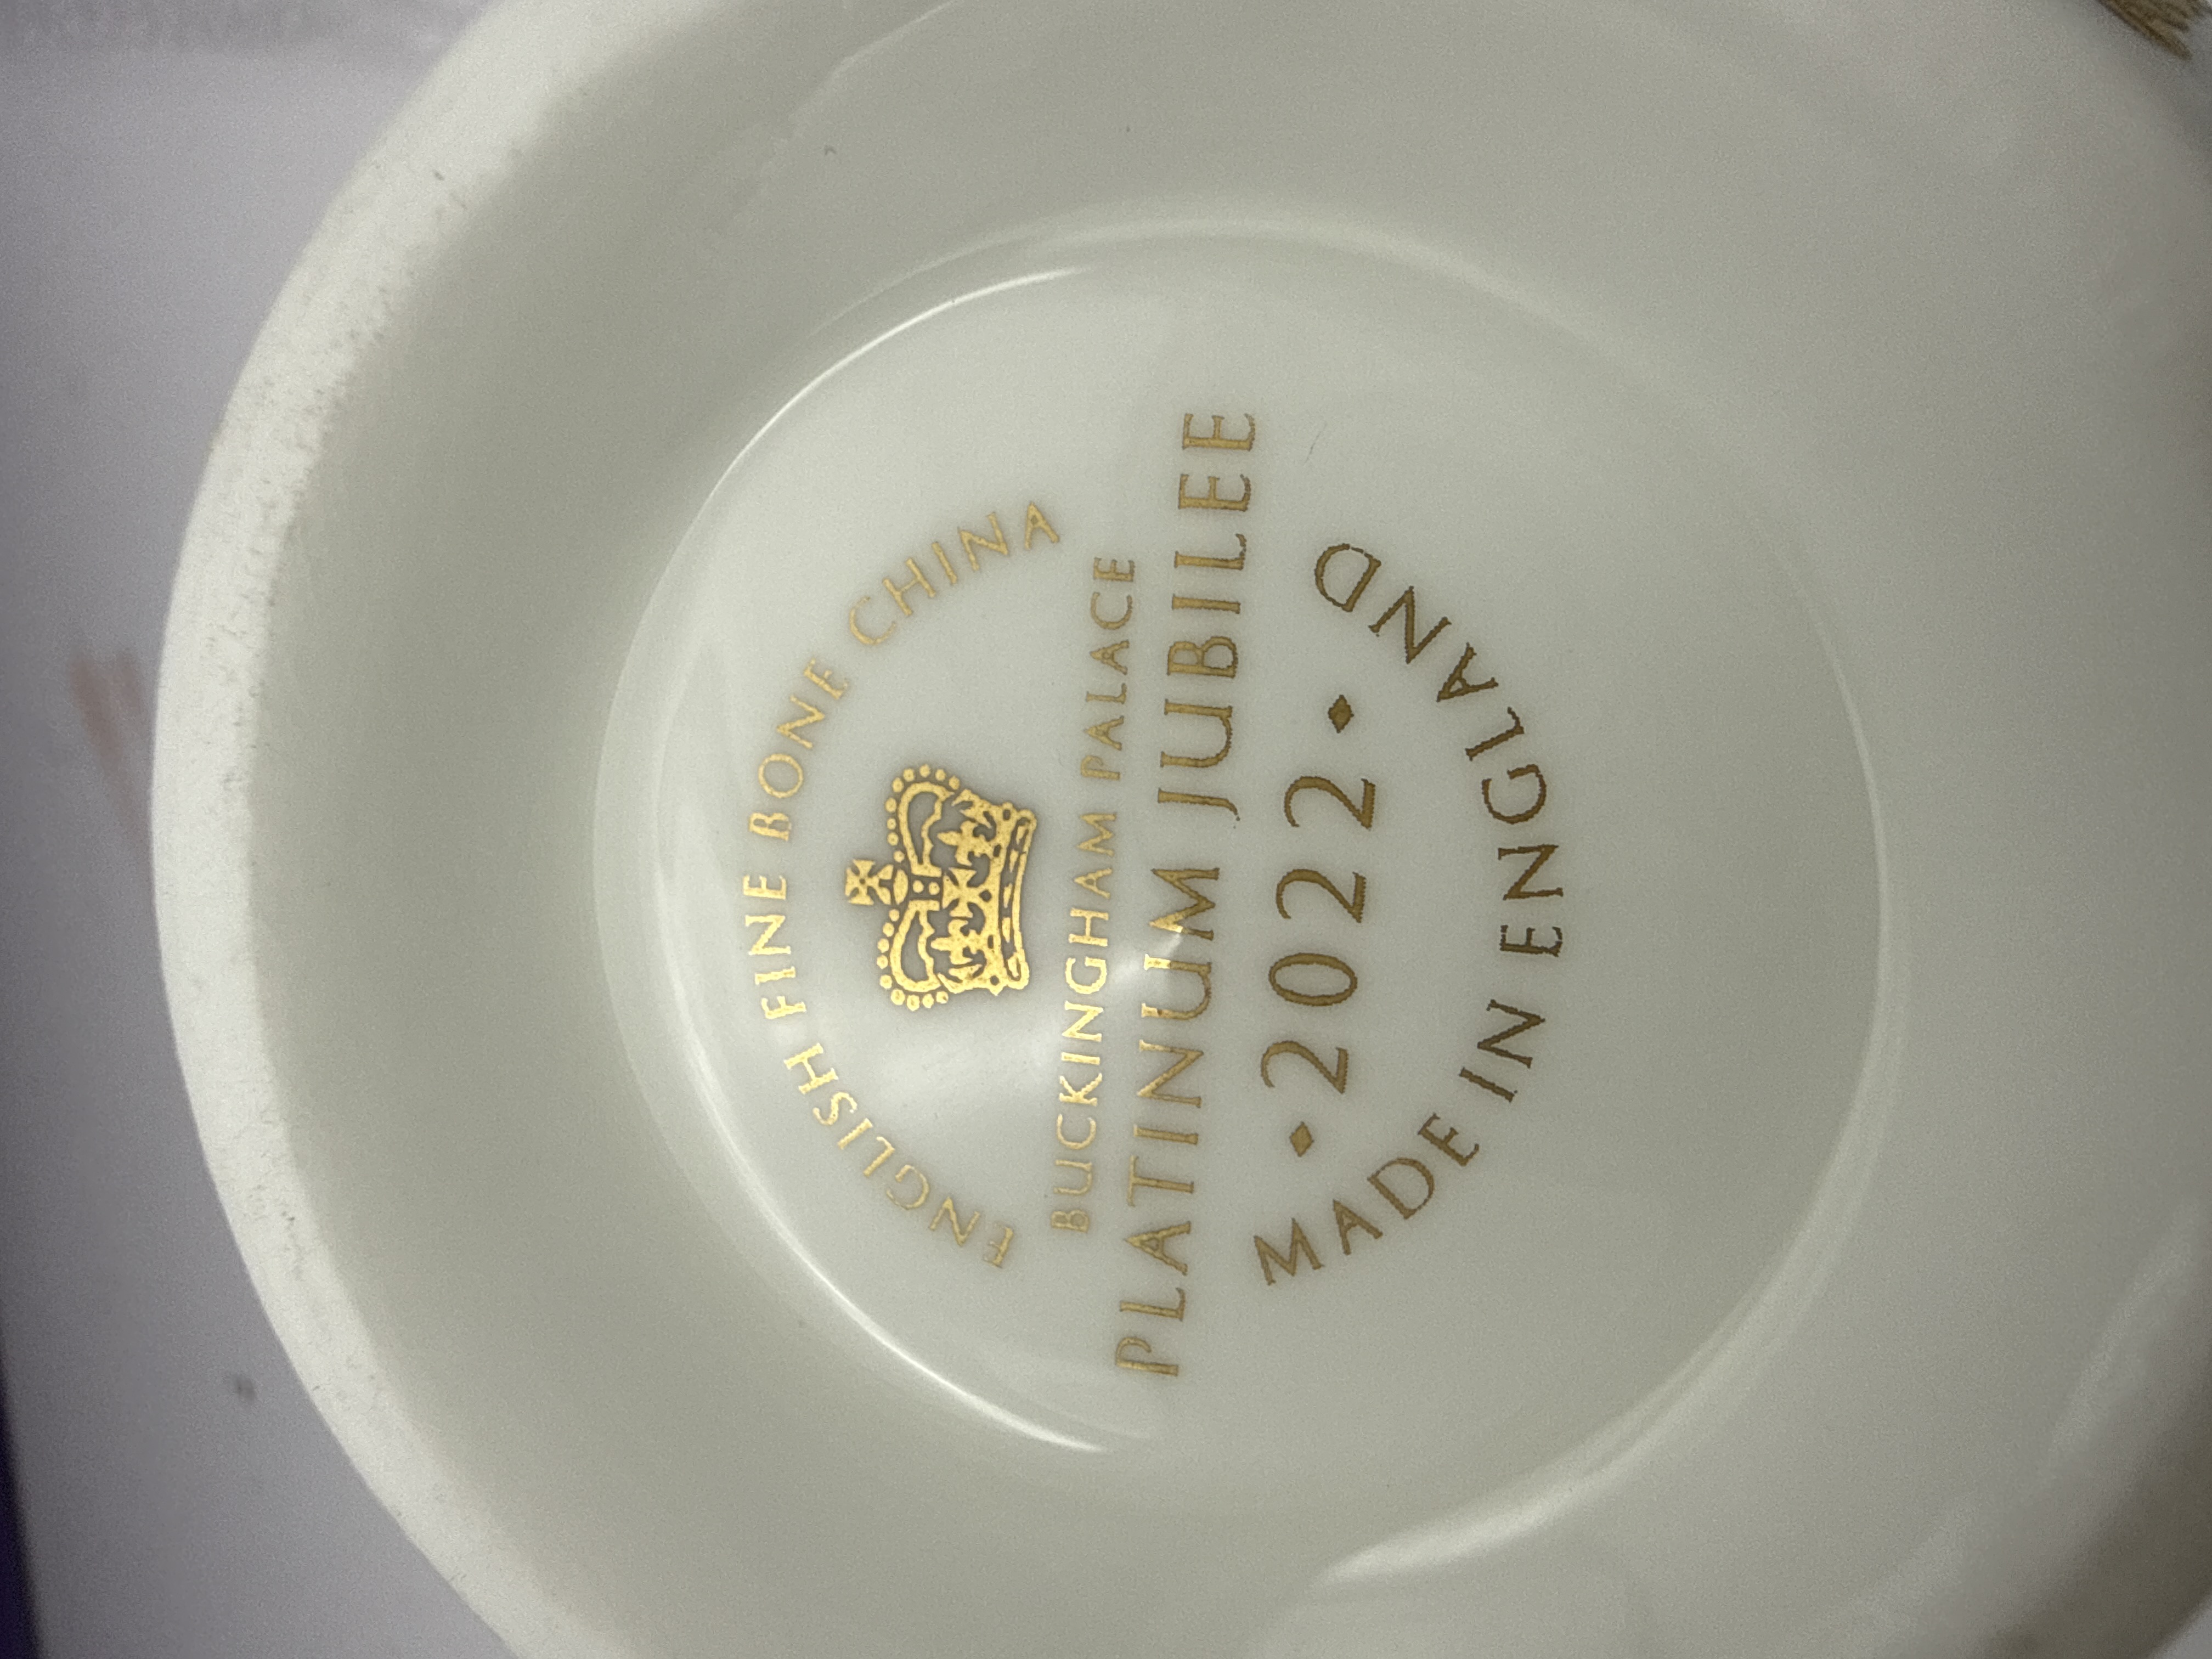 ENGLISH FINE BONE CHINA
BUCKINGHAM PALACE
PLATINUM JUBILEE
• 2022 •
MADE IN ENGLAND